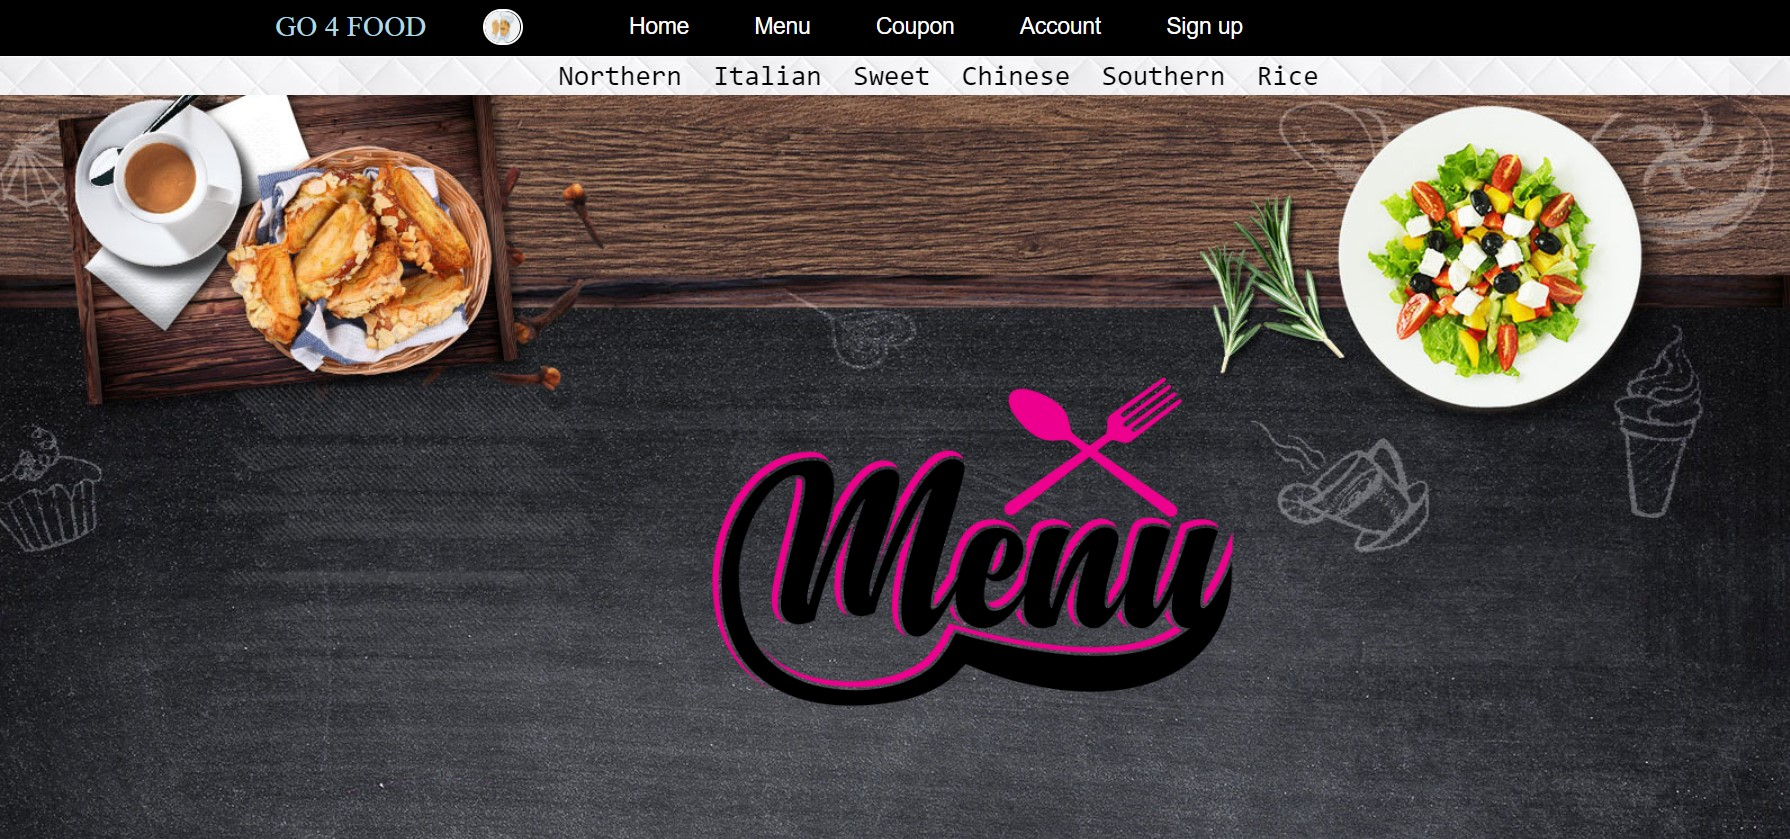 GO 4 FOOD Home Menu Coupon Account Sign up
Northern Italian Sweet Chinese Southern Rice
Menu